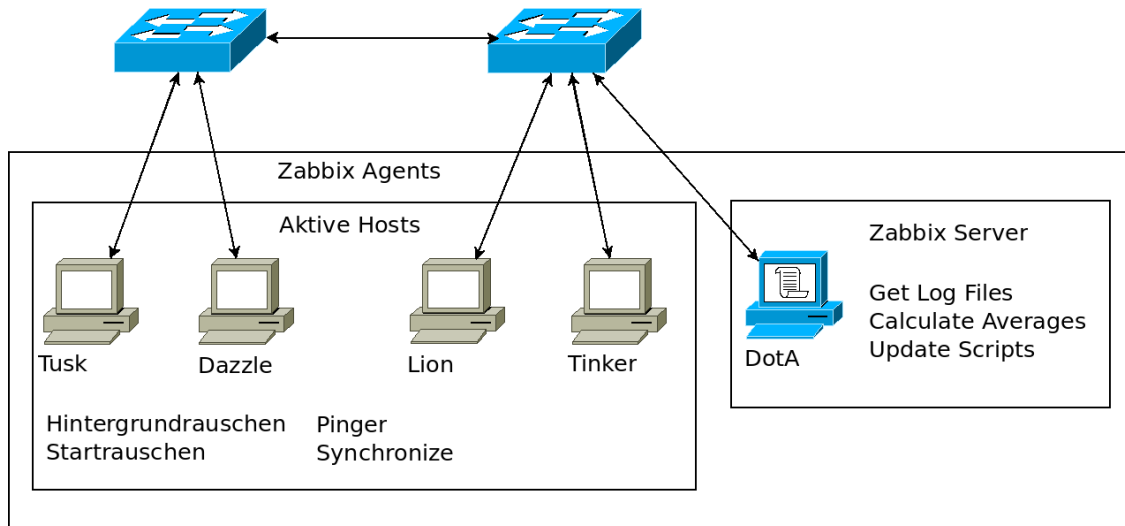 Zabbix Agents
Aktive Hosts
Zabbix Server
Get Log Files
Calculate Averages
Update Scripts
Tusk
Dazzle
Lion
Tinker
DotA
Hintergrundrauschen
Startrauschen
Pinger
Synchronize